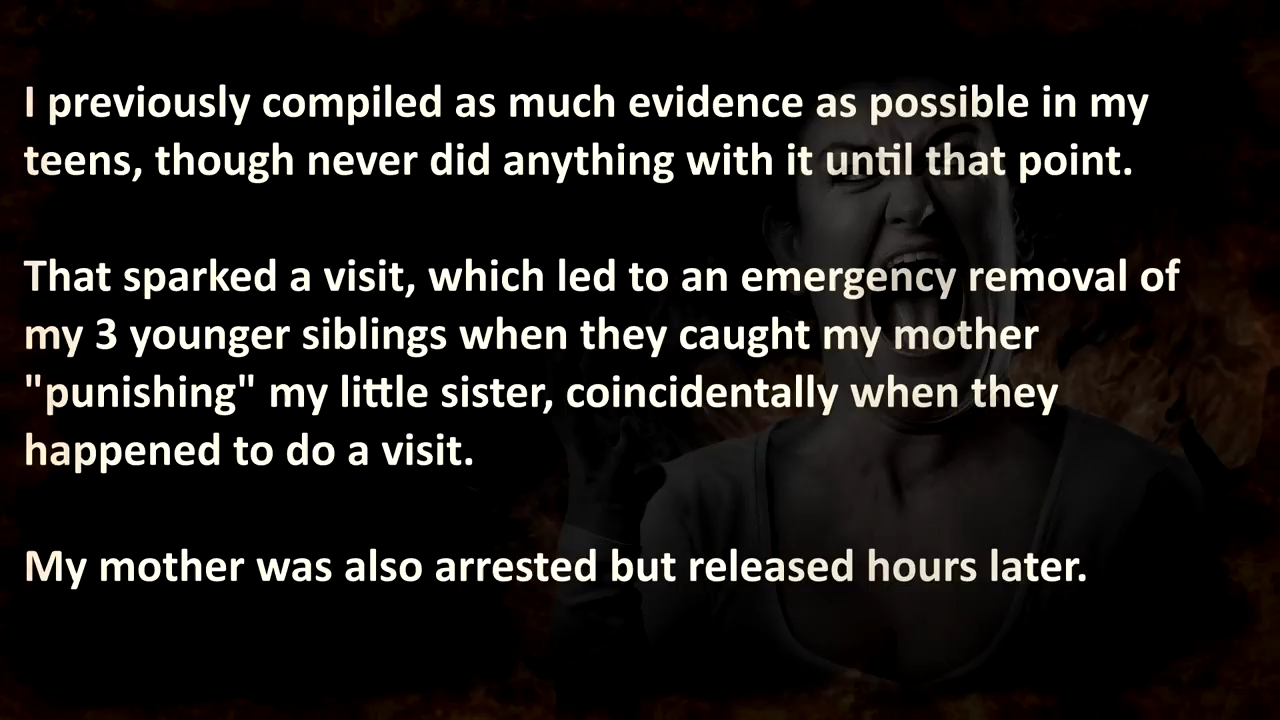 I previously compiled as much evidence as possible in my
teens, though never did anything with it until that point.
That sparked a visit, which led to an emergency removal of
my 3 younger siblings when they caught my mother
"punishing" my little sister, coincidentally when they
happened to do a visit.
My mother was also arrested but released hours later.